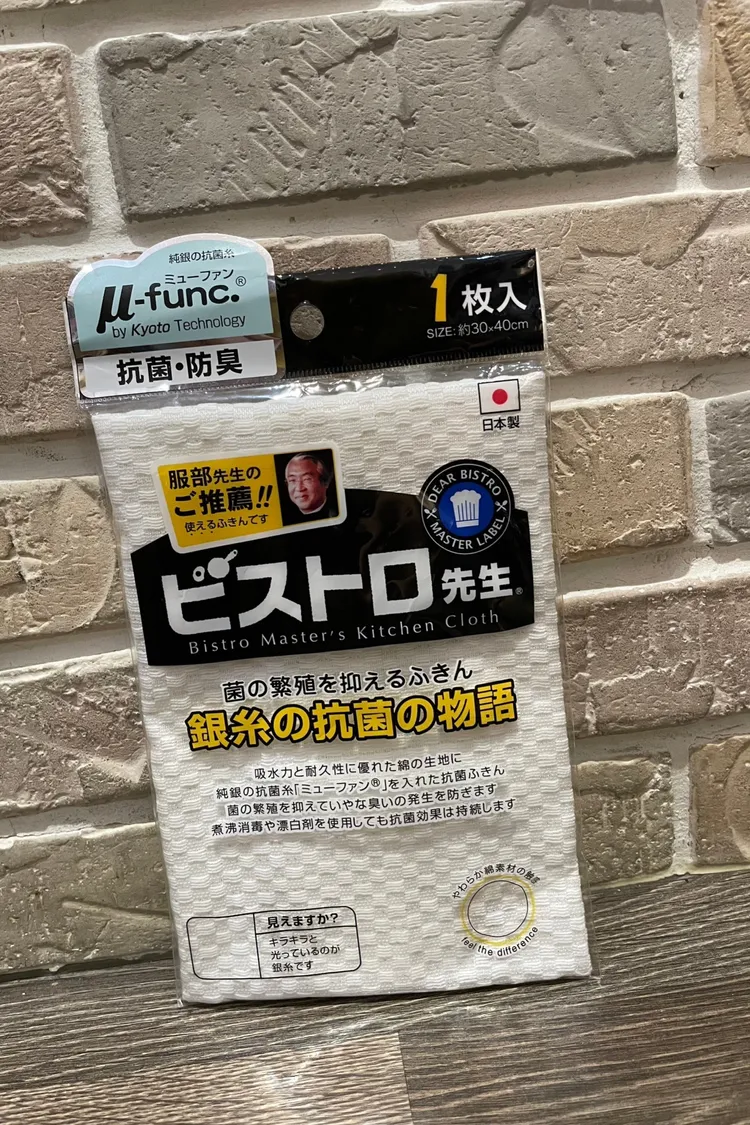 純銀の抗菌糸
ミューファン
μ-func.®
by Kyoto Technology
抗菌・防臭
1枚入
SIZE: 約30×40cm
日本製
服部先生の
ご推薦!!
使えるふきんです
DEAR BISTRO
MASTER LABEL
ビストロ先生®
Bistro Master's Kitchen Cloth
菌の繁殖を抑えるふきん
銀糸の抗菌の物語
吸水力と耐久性に優れた綿の生地に
純銀の抗菌糸「ミューファン®」を入れた抗菌ふきん
菌の繁殖を抑えていやな臭いの発生を防ぎます
煮沸消毒や漂白剤を使用しても抗菌効果は持続します
やわらか綿素材の触感
feel the difference
見えますか?
キラキラと
光っているのが
銀糸です